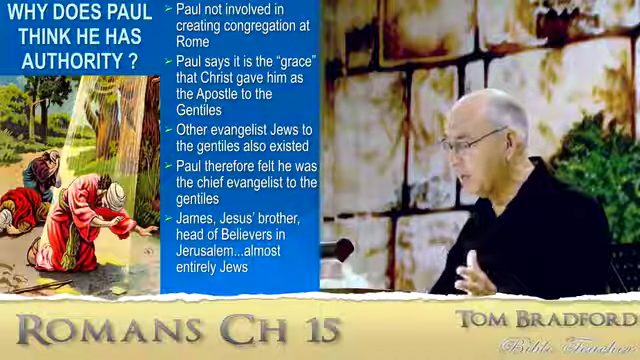 WHY DOES PAUL
THINK HE HAS
AUTHORITY ?
Paul not involved in
creating congregation at
Rome
Paul says it is the “grace”
that Christ gave him as
the Apostle to the
Gentiles
Other evangelist Jews to
the gentiles also existed
Paul therefore felt he was
the chief evangelist to the
gentiles
James, Jesus’ brother,
head of Believers in
Jerusalem...almost
entirely Jews
ROMANS CH 15
TOM BRADFORD
Bible Teacher